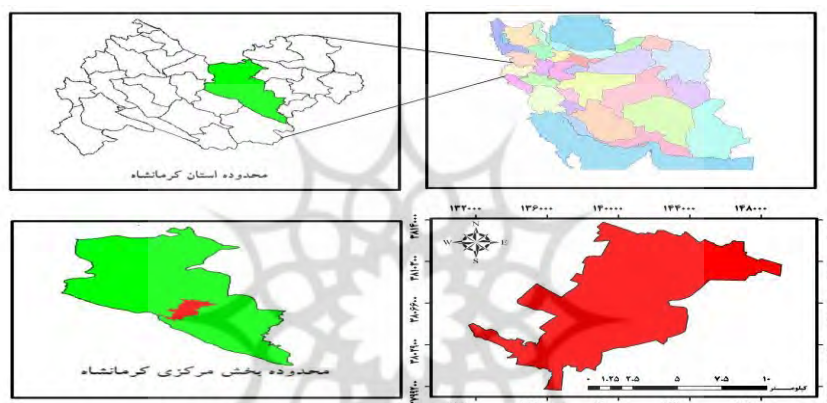 محدوده استان کرمانشاه
۱۳۲۰۰۰ ۱۳۶۰۰۰ ۱۴۰۰۰۰ ۱۴۴۰۰۰ ۱۴۸۰۰۰
N
W E
S
محدوده بخش مرکزی کرمانشاه
۰ ۱.۲۵ ۲.۵ ۵ ۷.۵ ۱۰
کیلومتر